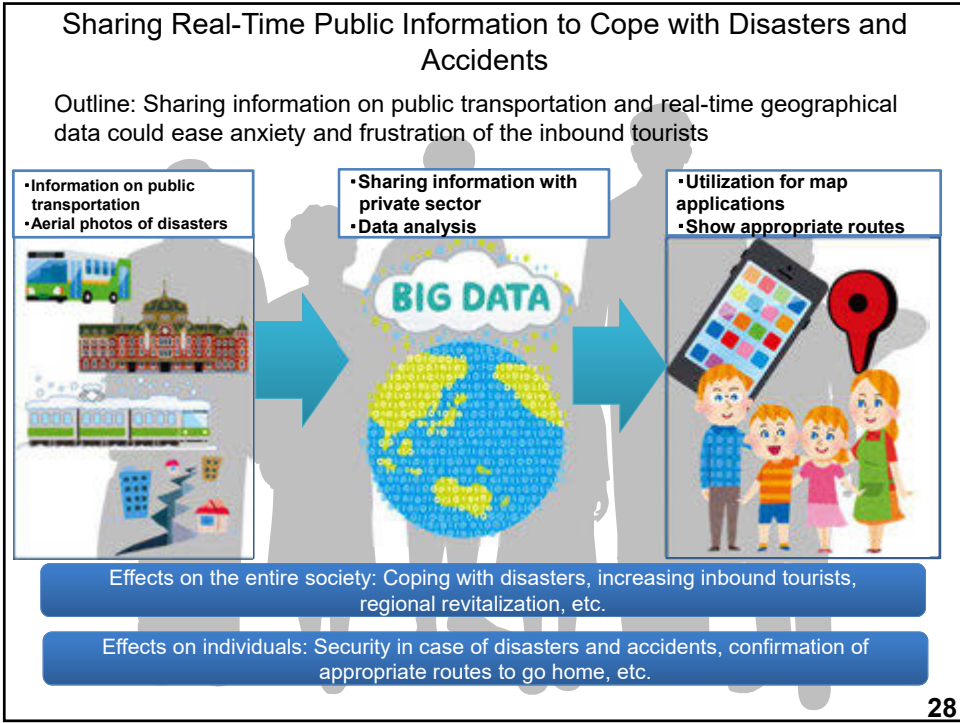 Sharing Real-Time Public Information to Cope with Disasters and
Accidents
Outline: Sharing information on public transportation and real-time geographical
data could ease anxiety and frustration of the inbound tourists
・Information on public
transportation
・Aerial photos of disasters
・Sharing information with
private sector
・Data analysis
・Utilization for map
applications
・Show appropriate routes
BIG DATA
Effects on the entire society: Coping with disasters, increasing inbound tourists,
regional revitalization, etc.
Effects on individuals: Security in case of disasters and accidents, confirmation of
appropriate routes to go home, etc.
28